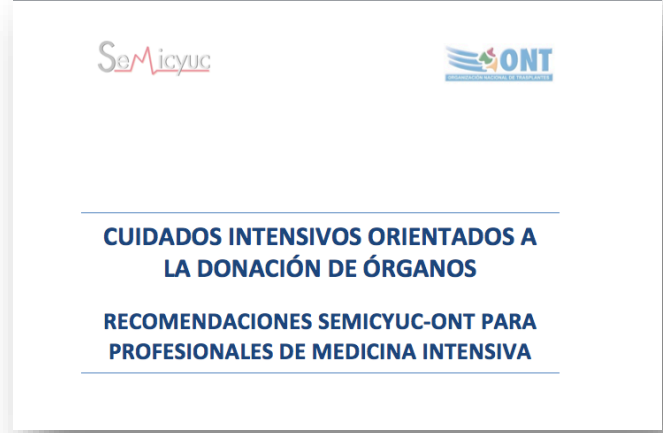 SeMicyuc
ONT
ORGANIZACIÓN NACIONAL DE TRASPLANTES
CUIDADOS INTENSIVOS ORIENTADOS A
LA DONACIÓN DE ÓRGANOS
RECOMENDACIONES SEMICYUC-ONT PARA
PROFESIONALES DE MEDICINA INTENSIVA